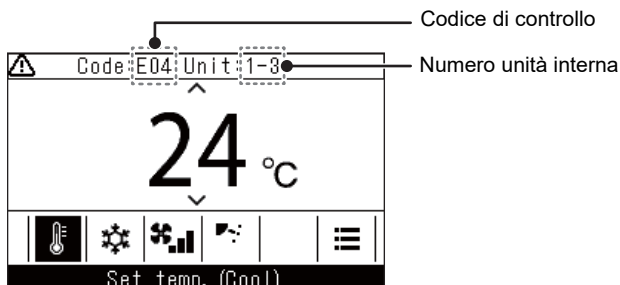 Codice di controllo
Code:E04 Unit:1-3
Numero unità interna
24 °C
Set temp. (Cool)